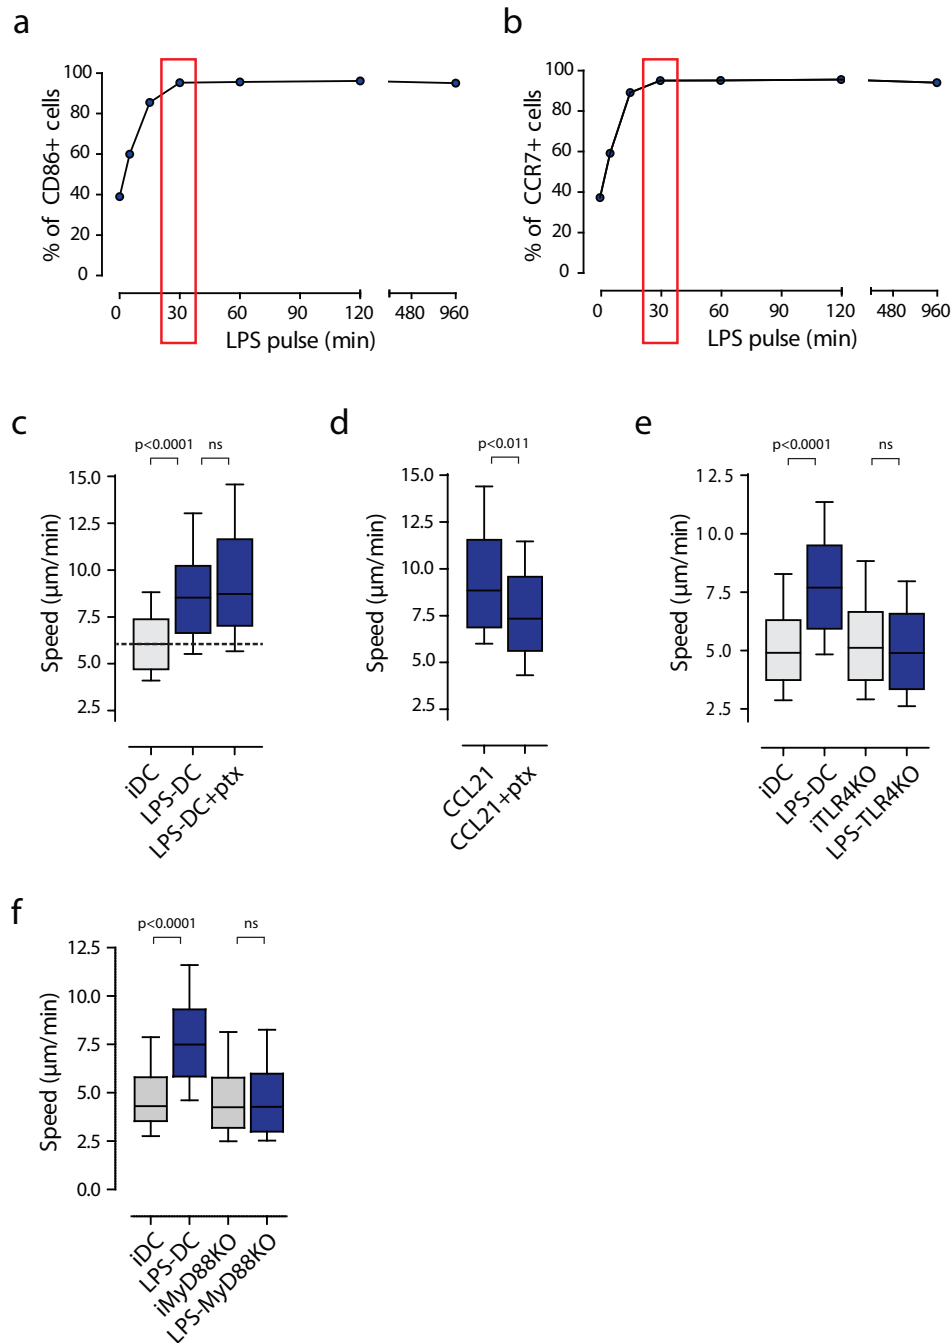 a
b
% of CD86+ cells
100
80
60
40
20
0
0 30 60 90 120 480 960
LPS pulse (min)
% of CCR7+ cells
100
80
60
40
20
0
0 30 60 90 120 480 960
LPS pulse (min)
c
d
e
p<0.0001 ns
Speed (µm/min)
15.0
12.5
10.0
7.5
5.0
2.5
iDC
LPS-DC
LPS-DC+ptx
p<0.011
Speed (µm/min)
15.0
12.5
10.0
7.5
5.0
2.5
CCL21
CCL21+ptx
p<0.0001 ns
Speed (µm/min)
12.5
10.0
7.5
5.0
2.5
iDC
LPS-DC
iTLR4KO
LPS-TLR4KO
f
p<0.0001 ns
Speed (µm/min)
12.5
10.0
7.5
5.0
2.5
0.0
iDC
LPS-DC
iMyD88KO
LPS-MyD88KO